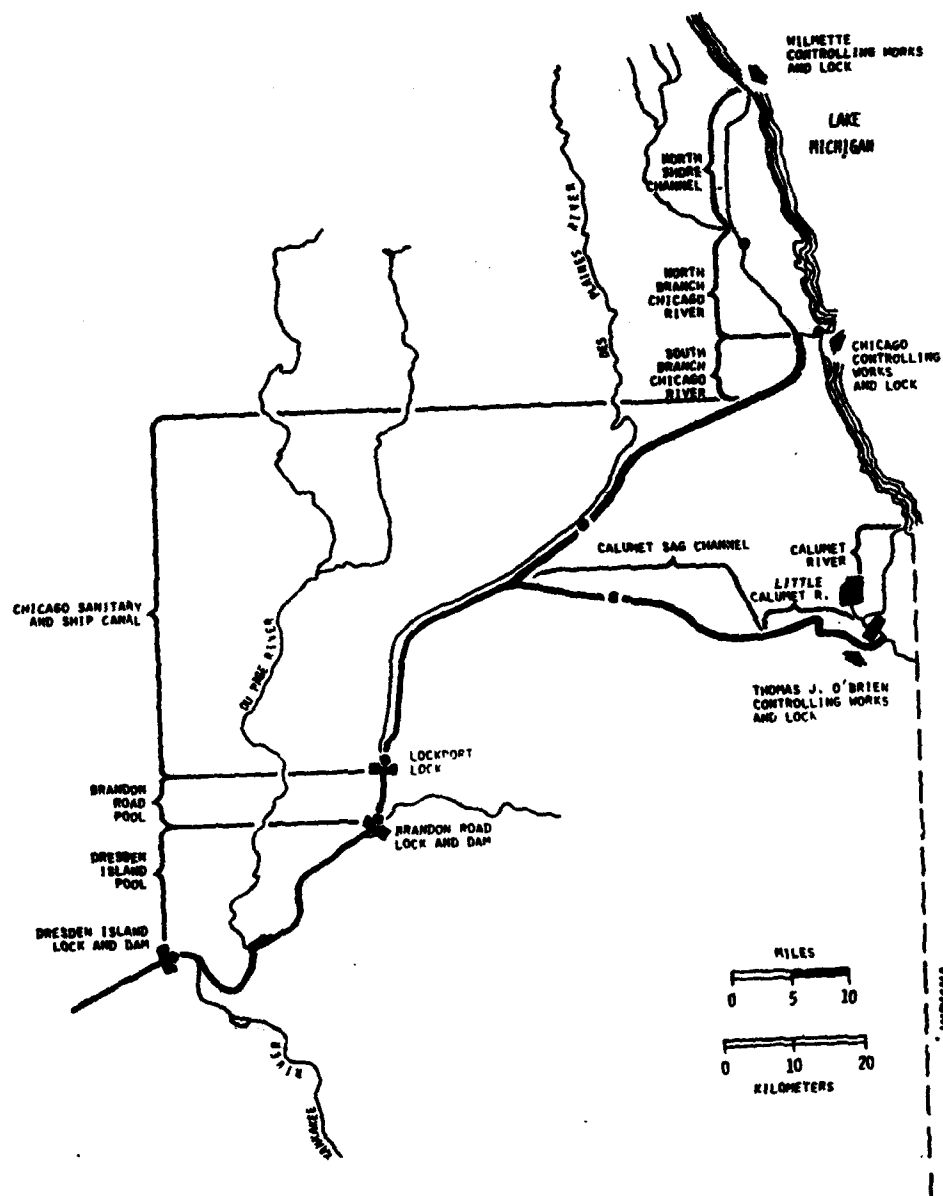 WILMETTE
CONTROLLING WORKS
AND LOCK
LAKE
MICHIGAN
NORTH
SHORE
CHANNEL
DES PLAINES RIVER
NORTH
BRANCH
CHICAGO
RIVER
SOUTH
BRANCH
CHICAGO
RIVER
CHICAGO
CONTROLLING
WORKS
AND LOCK
CALUMET SAG CHANNEL
CALUMET
RIVER
LITTLE
CALUMET R.
CHICAGO SANITARY
AND SHIP CANAL
DU PAGE RIVER
THOMAS J. O'BRIEN
CONTROLLING WORKS
AND LOCK
LOCKPORT
LOCK
BRANDON
ROAD
POOL
BRANDON ROAD
LOCK AND DAM
DRESDEN
ISLAND
POOL
DRESDEN ISLAND
LOCK AND DAM
MILES
0 5 10
0 10 20
KILOMETERS
KANKAKEE RIVER
INDIANA